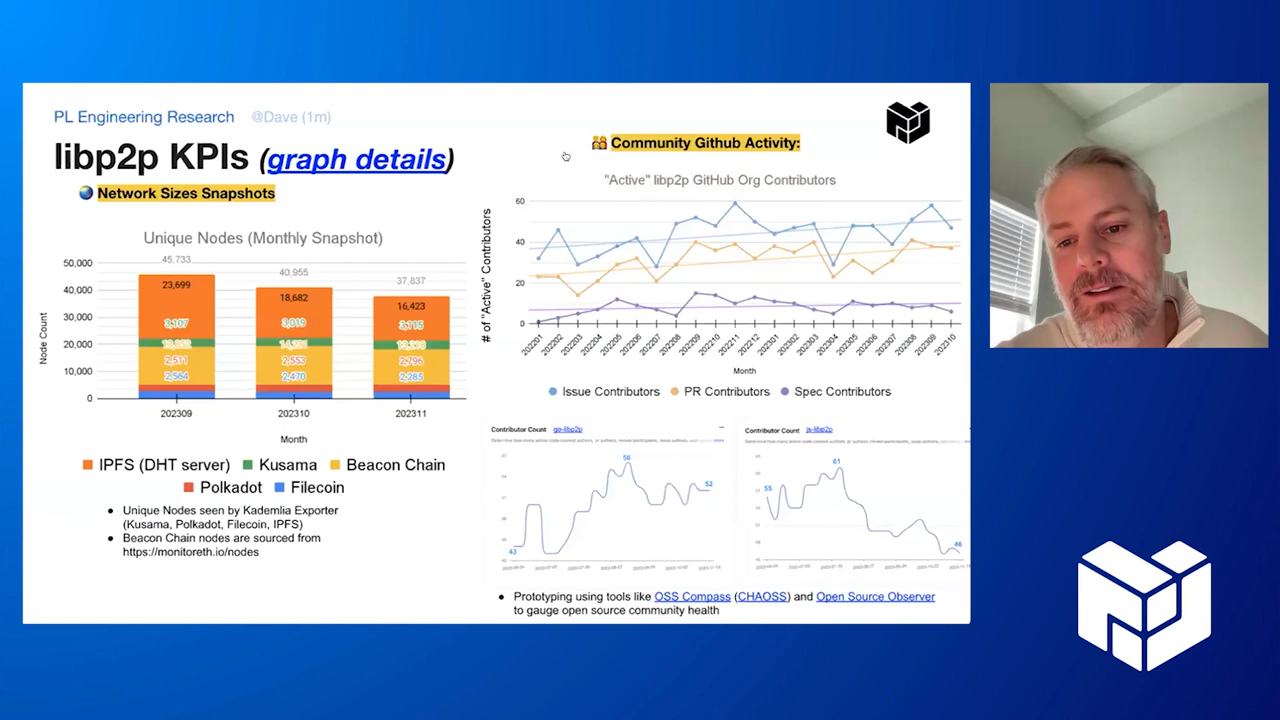 PL Engineering Research @Dave (1m)
libp2p KPIs (graph details)
🌏 Network Sizes Snapshots
Unique Nodes (Monthly Snapshot)
Node Count
50,000
40,000
30,000
20,000
10,000
0
45,733
23,699
3,107
2,511
2,564
40,955
18,682
3,019
2,553
2,470
37,837
16,423
3,115
2,796
2,285
202309
202310
202311
Month
IPFS (DHT server) Kusama Beacon Chain
Polkadot Filecoin
● Unique Nodes seen by Kademlia Exporter
(Kusama, Polkadot, Filecoin, IPFS)
● Beacon Chain nodes are sourced from
https://monitoreth.io/nodes
👥 Community Github Activity:
"Active" libp2p GitHub Org Contributors
# of "Active" Contributors
60
40
20
0
202201 202202 202203 202204 202205 202206 202207 202208 202209 202210 202211 202212 202301 202302 202303 202304 202305 202306 202307 202308 202309 202310
Month
Issue Contributors PR Contributors Spec Contributors
Contributor Count go-libp2p
43
56
52
Contributor Count js-libp2p
55
61
46
● Prototyping using tools like OSS Compass (CHAOSS) and Open Source Observer
to gauge open source community health